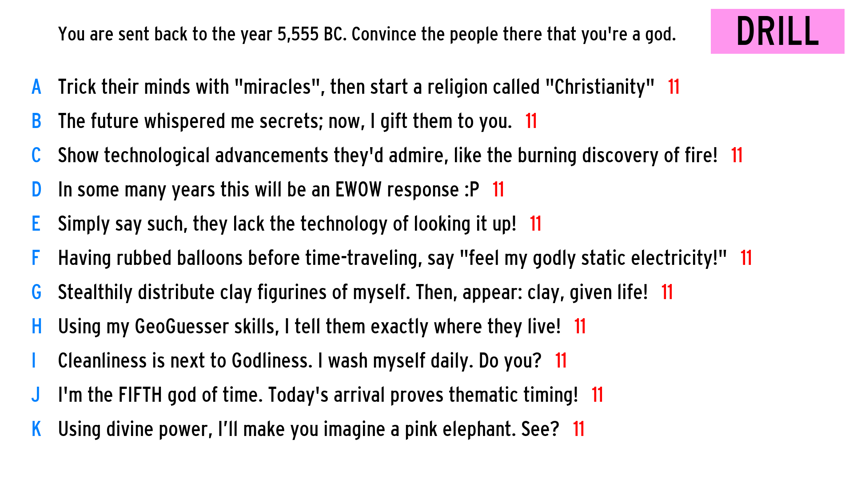 You are sent back to the year 5,555 BC. Convince the people there that you're a god.
DRILL
A Trick their minds with "miracles", then start a religion called "Christianity" 11
B The future whispered me secrets; now, I gift them to you. 11
C Show technological advancements they'd admire, like the burning discovery of fire! 11
D In some many years this will be an EWOW response :P 11
E Simply say such, they lack the technology of looking it up! 11
F Having rubbed balloons before time-traveling, say "feel my godly static electricity!" 11
G Stealthily distribute clay figurines of myself. Then, appear: clay, given life! 11
H Using my GeoGuesser skills, I tell them exactly where they live! 11
I Cleanliness is next to Godliness. I wash myself daily. Do you? 11
J I'm the FIFTH god of time. Today's arrival proves thematic timing! 11
K Using divine power, I’ll make you imagine a pink elephant. See? 11